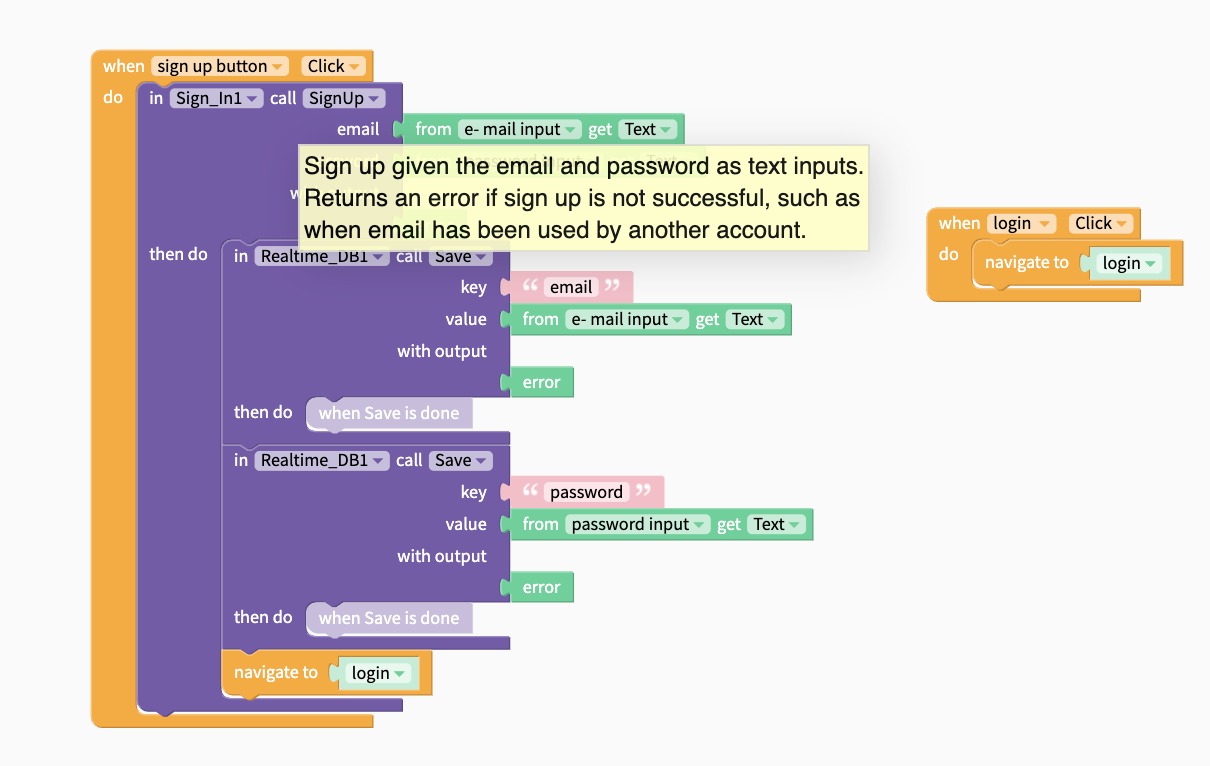 when sign up button Click
do in Sign_In1 call SignUp
email from e- mail input get Text
Sign up given the email and password as text inputs.
Returns an error if sign up is not successful, such as
when email has been used by another account.
then do in Realtime_DB1 call Save
key “ email ”
value from e- mail input get Text
with output
error
then do when Save is done
in Realtime_DB1 call Save
key “ password ”
value from password input get Text
with output
error
then do when Save is done
navigate to login
when login Click
do navigate to login